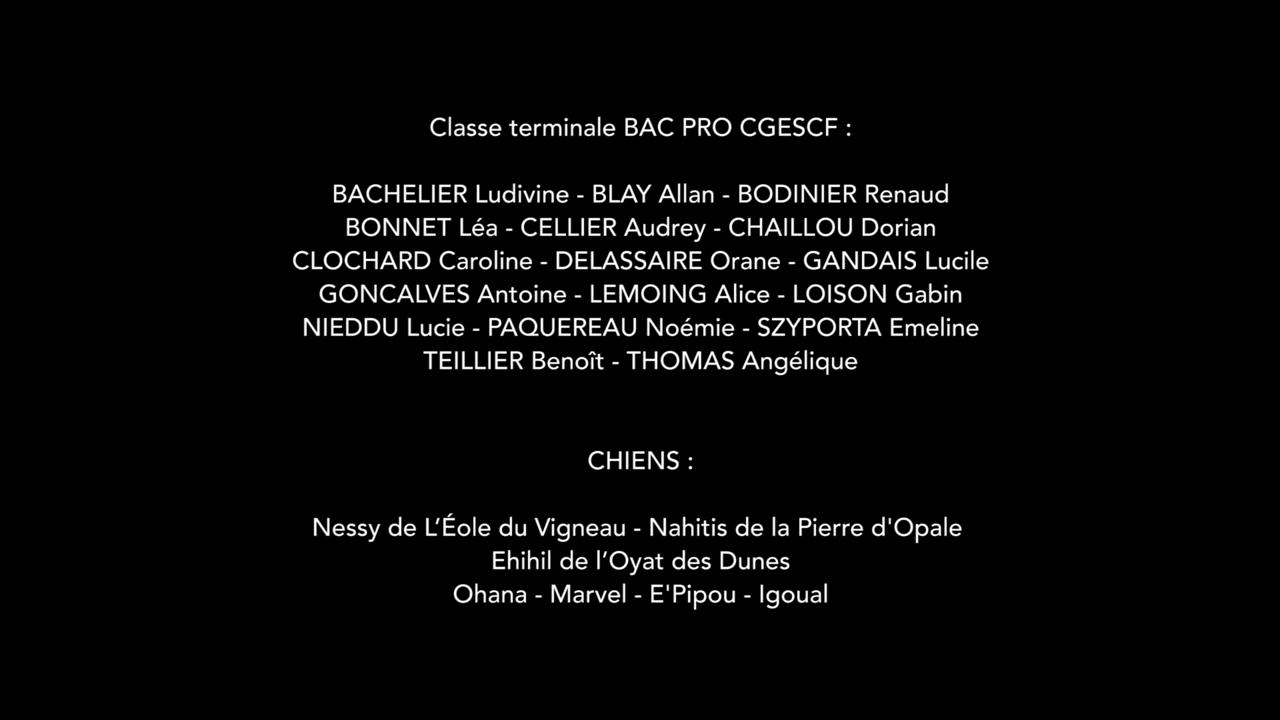 Classe terminale BAC PRO CGESCF :
BACHELIER Ludivine - BLAY Allan - BODINIER Renaud
BONNET Léa - CELLIER Audrey - CHAILLOU Dorian
CLOCHARD Caroline - DELASSAIRE Orane - GANDAIS Lucile
GONCALVES Antoine - LEMOING Alice - LOISON Gabin
NIEDDU Lucie - PAQUEREAU Noémie - SZYPORTA Emeline
TEILLIER Benoît - THOMAS Angélique
CHIENS :
Nessy de L’Éole du Vigneau - Nahitis de la Pierre d'Opale
Ehihil de l’Oyat des Dunes
Ohana - Marvel - E'Pipou - Igoual